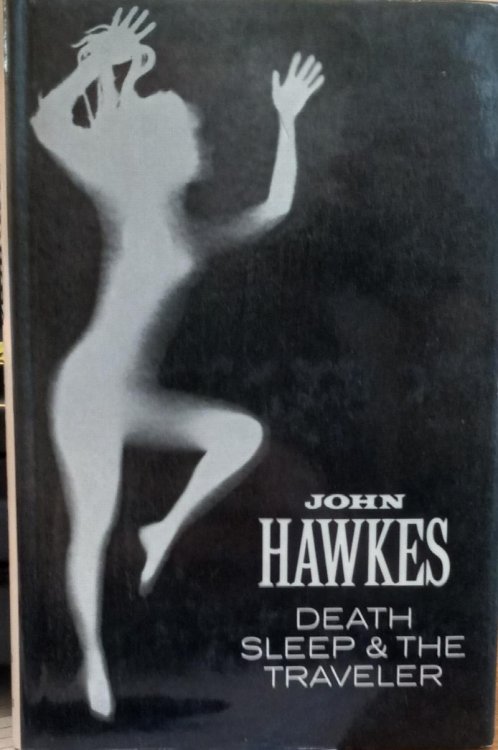 JOHN
HAWKES
DEATH
SLEEP & THE
TRAVELER